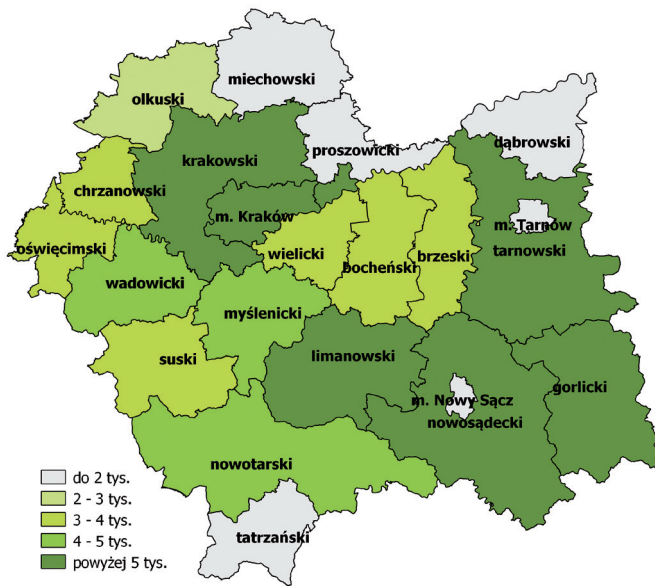 miechowski
olkuski
dąbrowski
proszowicki
krakowski
chrzanowski
m. Kraków
m. Tarnów
oświęcimski
wielicki
bocheński
brzeski
tarnowski
wadowicki
myślenicki
suski
limanowski
gorlicki
m. Nowy Sącz
nowosądecki
nowotarski
tatrzański
do 2 tys.
2 - 3 tys.
3 - 4 tys.
4 - 5 tys.
powyżej 5 tys.